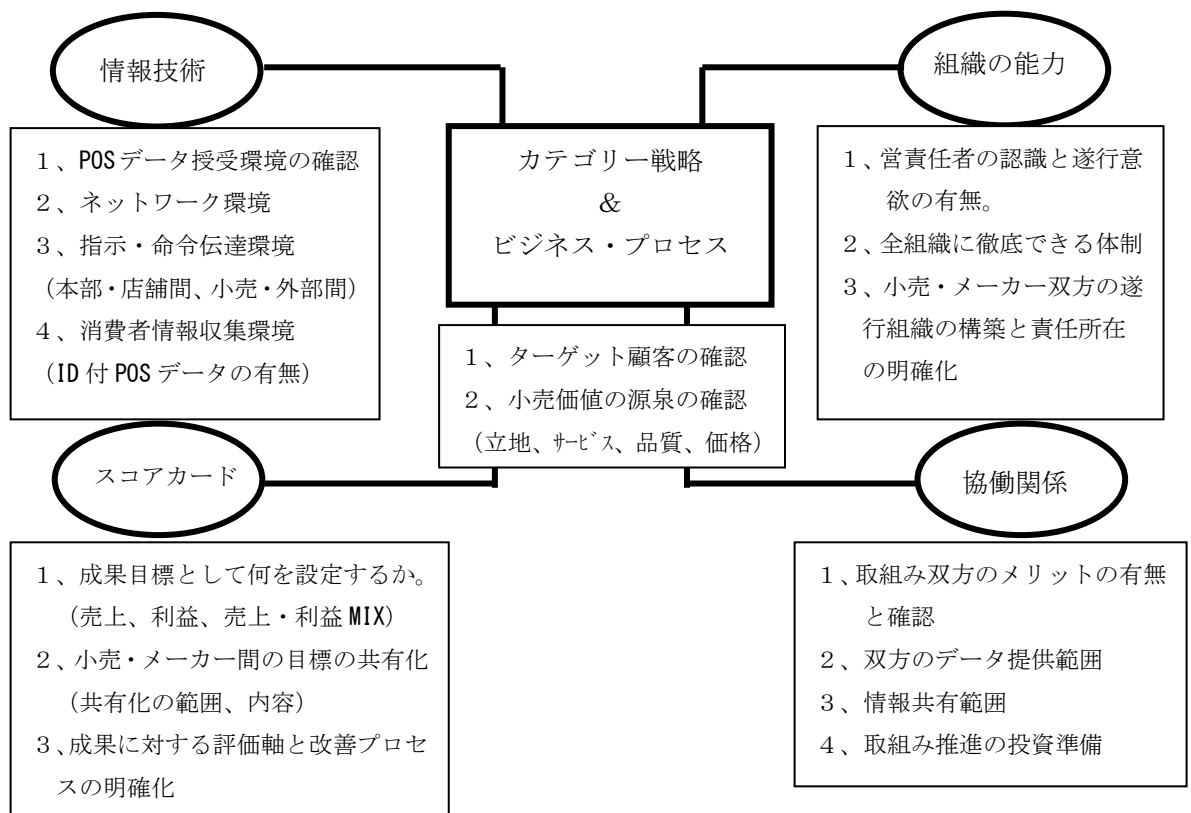 情報技術
１、POSデータ授受環境の確認
２、ネットワーク環境
３、指示・命令伝達環境
（本部・店舗間、小売・外部間）
４、消費者情報収集環境
（ID付POSデータの有無）
カテゴリー戦略
＆
ビジネス・プロセス
１、ターゲット顧客の確認
２、小売価値の源泉の確認
（立地、ｻｰﾋﾞｽ、品質、価格）
組織の能力
１、営責任者の認識と遂行意
欲の有無。
２、全組織に徹底できる体制
３、小売・メーカー双方の遂
行組織の構築と責任所在
の明確化
スコアカード
１、成果目標として何を設定するか。
（売上、利益、売上・利益MIX）
２、小売・メーカー間の目標の共有化
（共有化の範囲、内容）
３、成果に対する評価軸と改善プロセ
スの明確化
協働関係
１、取組み双方のメリットの有無
と確認
２、双方のデータ提供範囲
３、情報共有範囲
４、取組み推進の投資準備